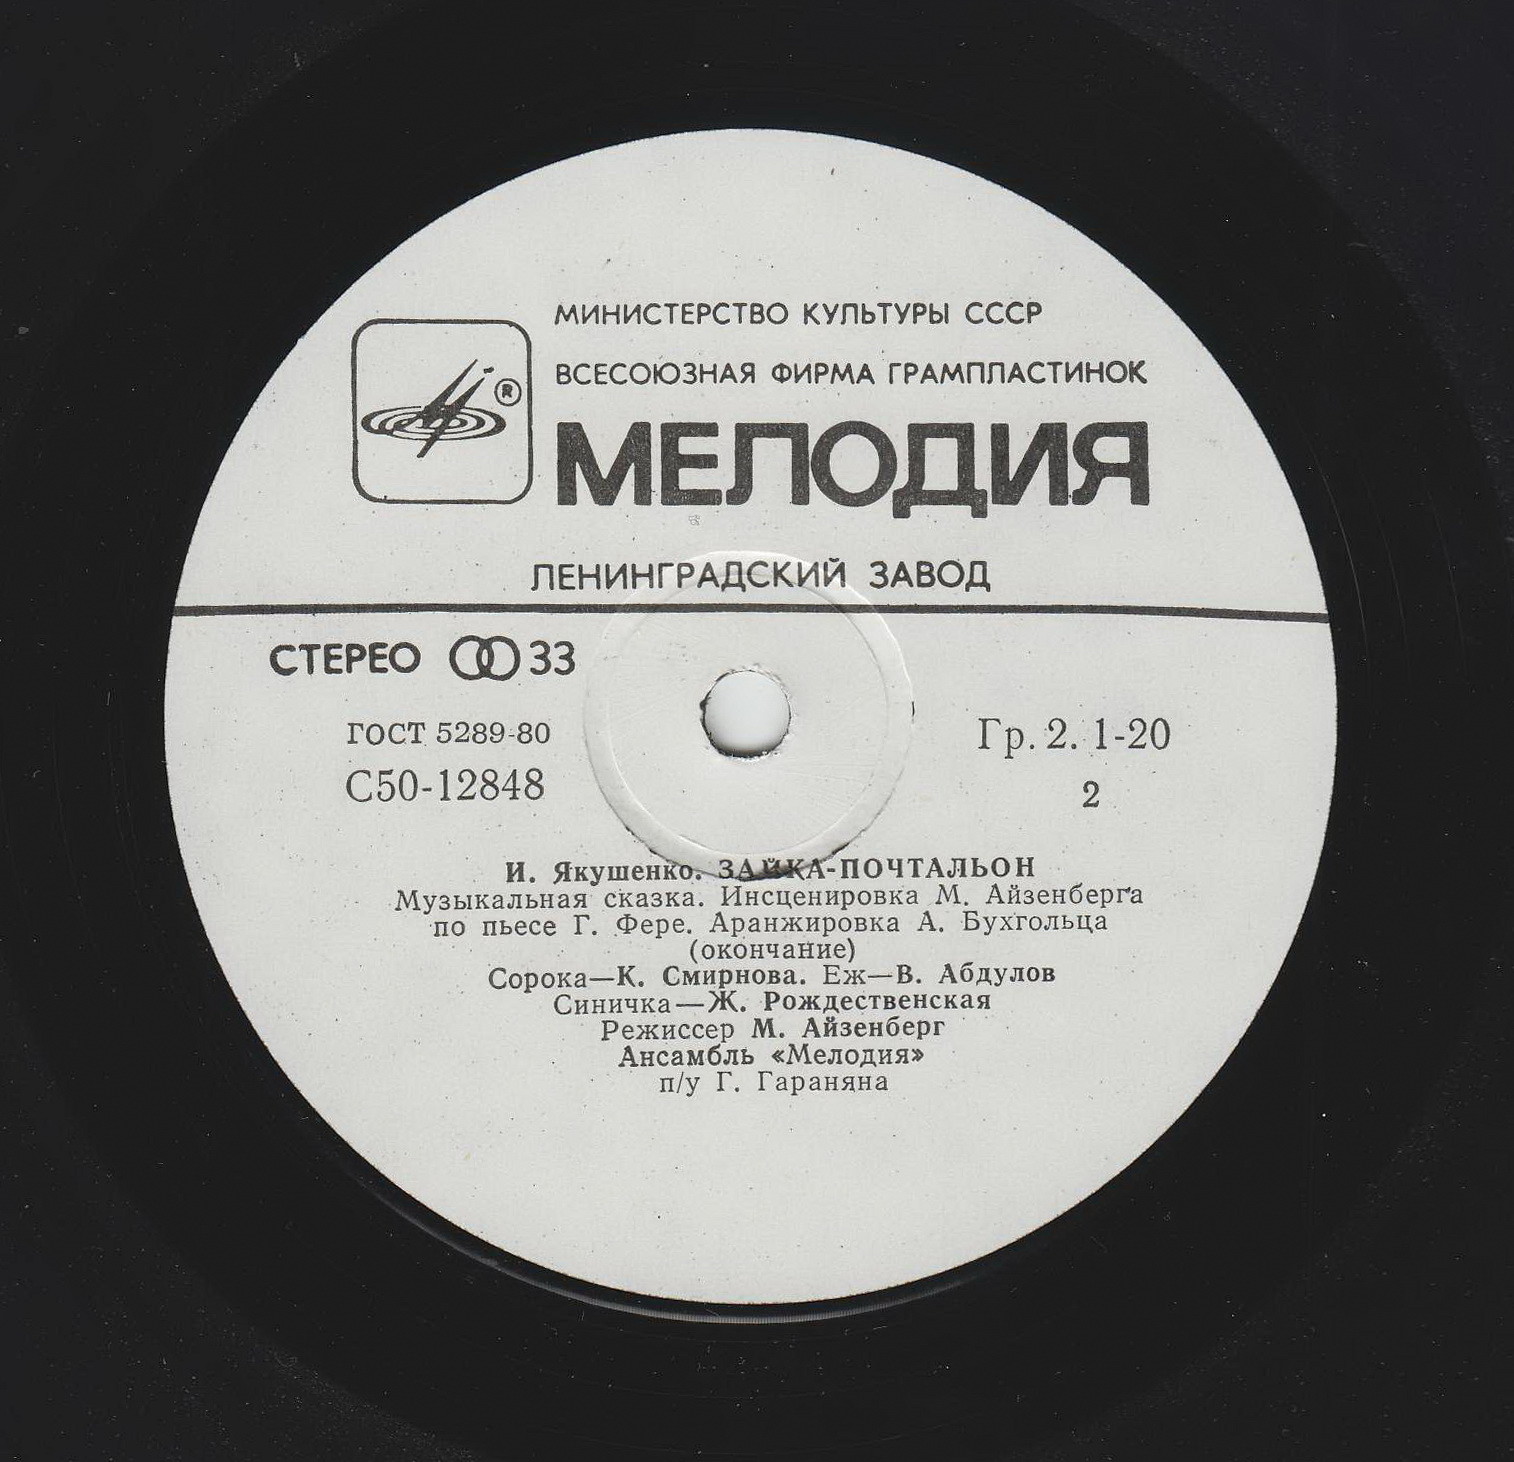 МИНИСТЕРСТВО КУЛЬТУРЫ СССР
ВСЕСОЮЗНАЯ ФИРМА ГРАМПЛАСТИНОК
®
МЕЛОДИЯ
ЛЕНИНГРАДСКИЙ ЗАВОД
СТЕРЕО 33
ГОСТ 5289-80
С50-12848
Гр. 2. 1-20
2
И. Якушенко. ЗАЙКА-ПОЧТАЛЬОН
Музыкальная сказка. Инсценировка М. Айзенберга
по пьесе Г. Фере. Аранжировка А. Бухгольца
(окончание)
Сорока—К. Смирнова. Еж—В. Абдулов
Синичка—Ж. Рождественская
Режиссер М. Айзенберг
Ансамбль «Мелодия»
п/у Г. Гараняна